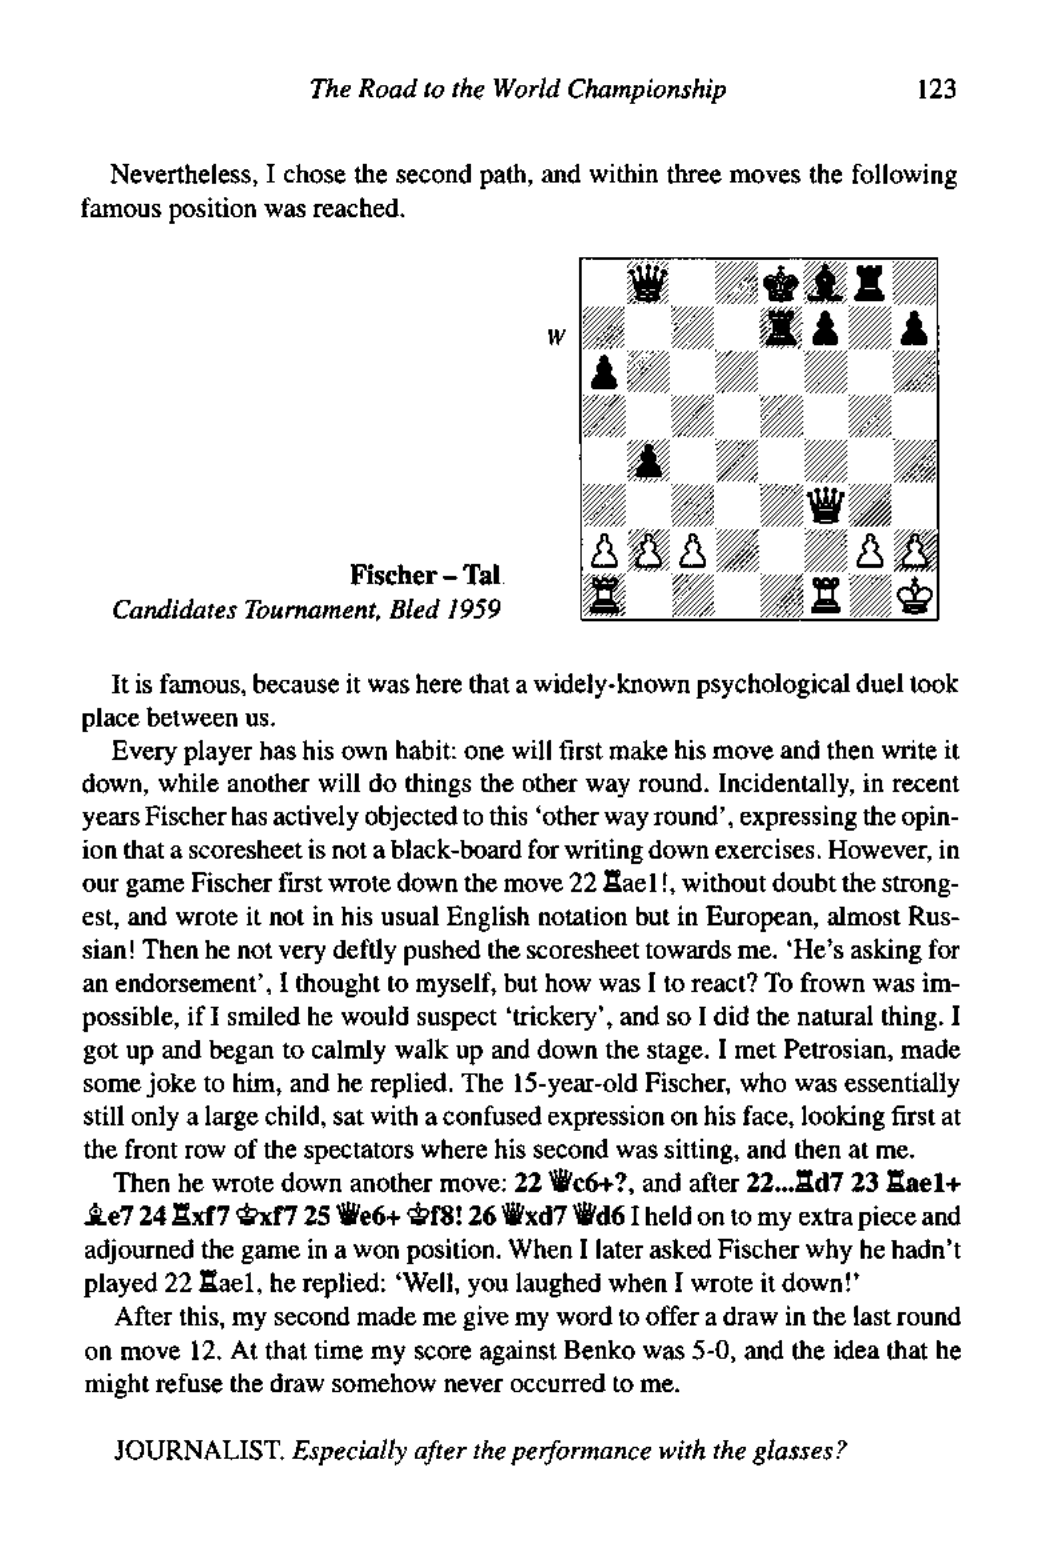 The Road to the World Championship 123
Nevertheless, I chose the second path, and within three moves the following
famous position was reached.
W
Fischer – Tal
Candidates Tournament, Bled 1959
It is famous, because it was here that a widely-known psychological duel took
place between us.
Every player has his own habit: one will first make his move and then write it
down, while another will do things the other way round. Incidentally, in recent
years Fischer has actively objected to this ‘other way round’, expressing the opin-
ion that a scoresheet is not a black-board for writing down exercises. However, in
our game Fischer first wrote down the move 22 ♖ae1!, without doubt the strong-
est, and wrote it not in his usual English notation but in European, almost Rus-
sian! Then he not very deftly pushed the scoresheet towards me. ‘He’s asking for
an endorsement’, I thought to myself, but how was I to react? To frown was im-
possible, if I smiled he would suspect ‘trickery’, and so I did the natural thing. I
got up and began to calmly walk up and down the stage. I met Petrosian, made
some joke to him, and he replied. The 15-year-old Fischer, who was essentially
still only a large child, sat with a confused expression on his face, looking first at
the front row of the spectators where his second was sitting, and then at me.
Then he wrote down another move: 22 ♕c6+?, and after 22...♖d7 23 ♖ae1+
♗e7 24 ♖xf7 ♔xf7 25 ♕e6+ ♔f8! 26 ♕xd7 ♕d6 I held on to my extra piece and
adjourned the game in a won position. When I later asked Fischer why he hadn’t
played 22 ♖ae1, he replied: ‘Well, you laughed when I wrote it down!’
After this, my second made me give my word to offer a draw in the last round
on move 12. At that time my score against Benko was 5-0, and the idea that he
might refuse the draw somehow never occurred to me.
JOURNALIST. Especially after the performance with the glasses?